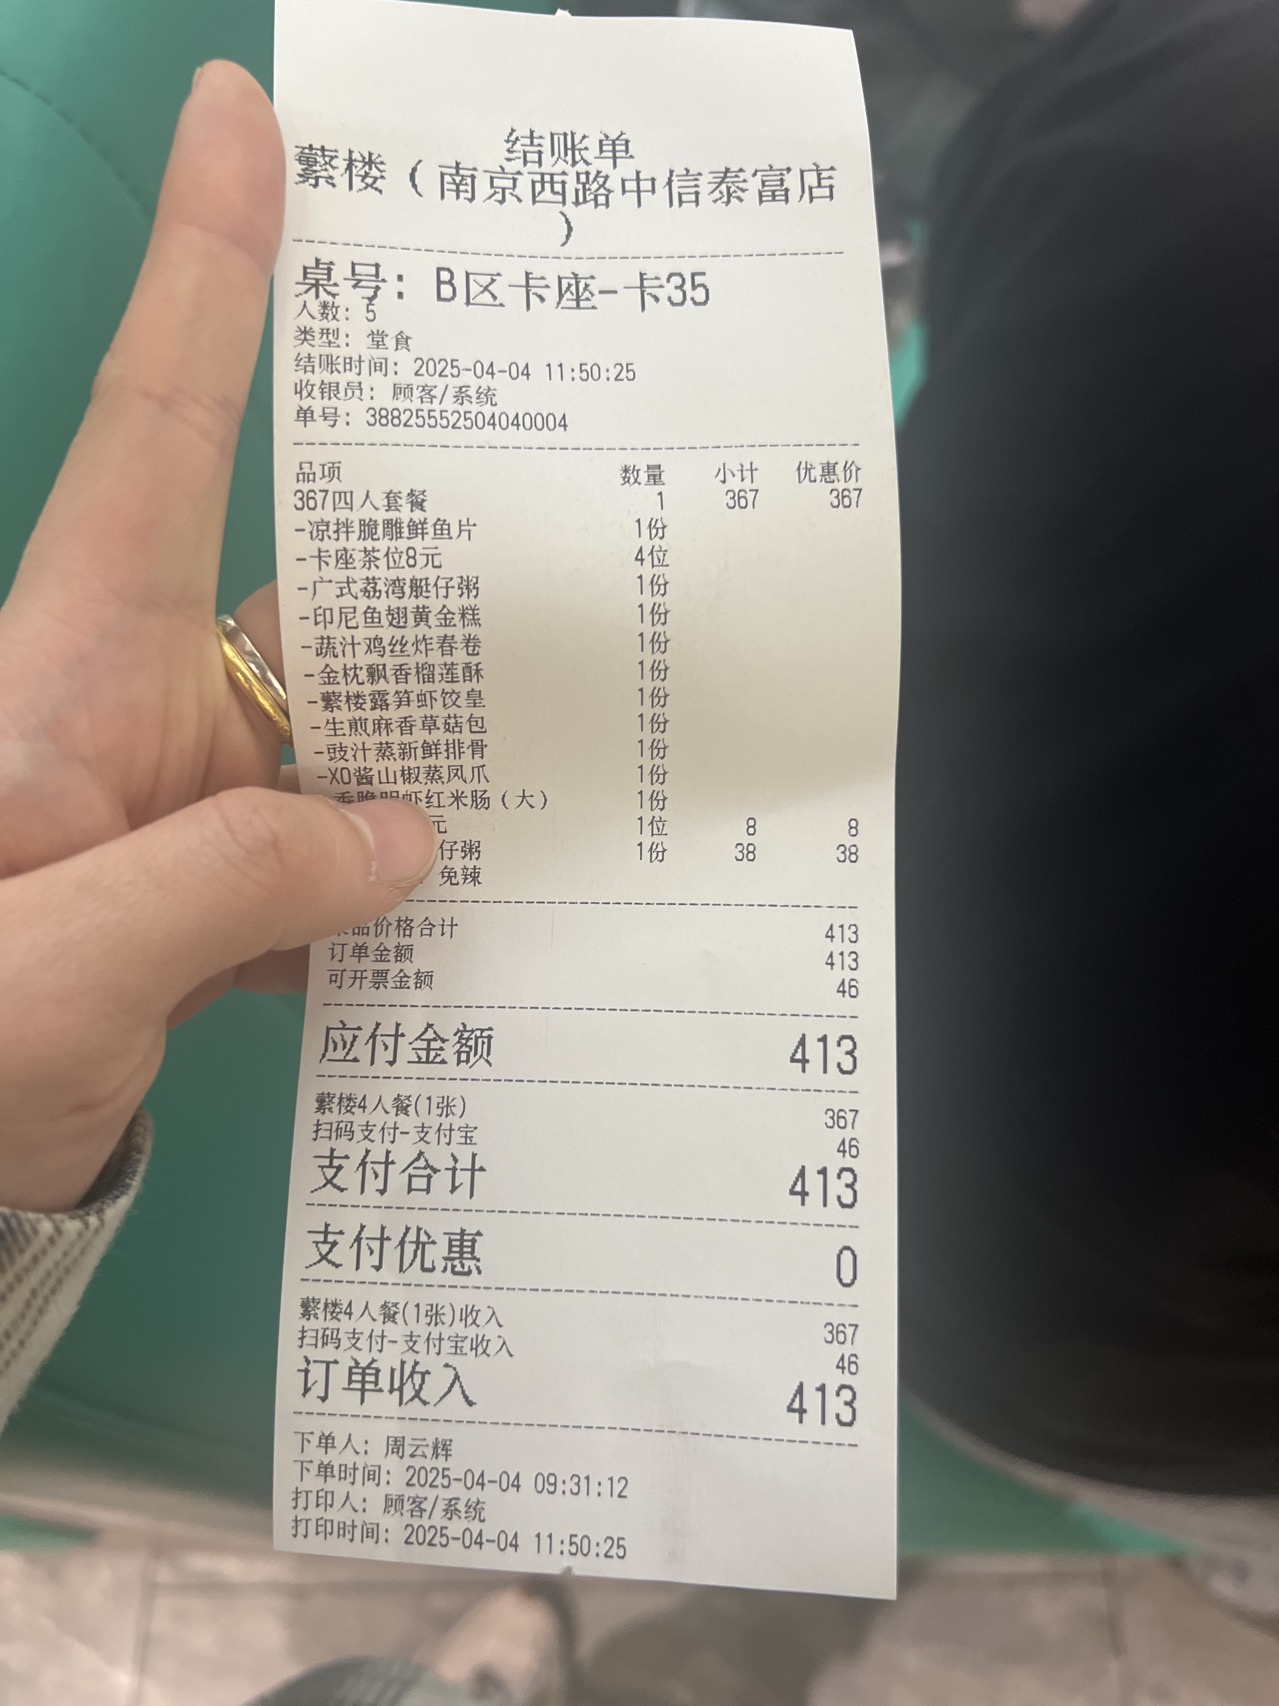 结账单
蘩楼（南京西路中信泰富店
）
桌号：B区卡座-卡35
人数：5
类型：堂食
结账时间：2025-04-04 11:50:25
收银员：顾客/系统
单号：38825552504040004
品项 数量 小计 优惠价
367四人套餐 1 367 367
-凉拌脆雕鲜鱼片 1份
-卡座茶位8元 4位
-广式荔湾艇仔粥 1份
-印尼鱼翅黄金糕 1份
-蔬汁鸡丝炸春卷 1份
-金枕飘香榴莲酥 1份
-蘩楼露笋虾饺皇 1份
-生煎麻香草菇包 1份
-豉汁蒸新鲜排骨 1份
-XO酱山椒蒸凤爪 1份
香脆明虾红米肠（大） 1份
元 1位 8 8
仔粥 1份 38 38
免辣
品价格合计 413
订单金额 413
可开票金额 46
应付金额 413
蘩楼4人餐(1张) 367
扫码支付-支付宝 46
支付合计 413
支付优惠 0
蘩楼4人餐(1张)收入 367
扫码支付-支付宝收入 46
订单收入 413
下单人：周云辉
下单时间：2025-04-04 09:31:12
打印人：顾客/系统
打印时间：2025-04-04 11:50:25